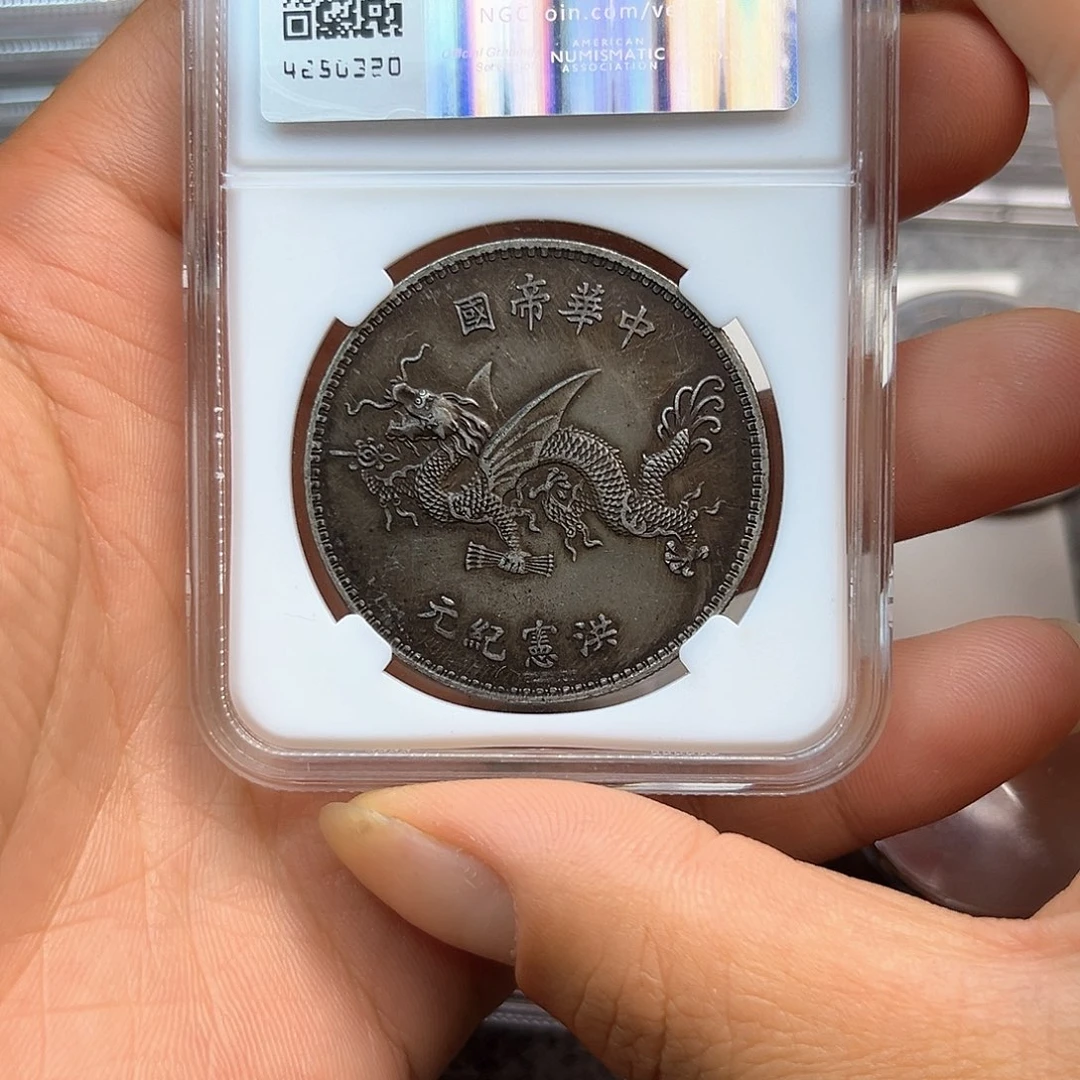 NGCcoin.com/ve
4250320
AMERICAN
NUMISMATIC
ASSOCIATION
中華帝國
洪憲紀元